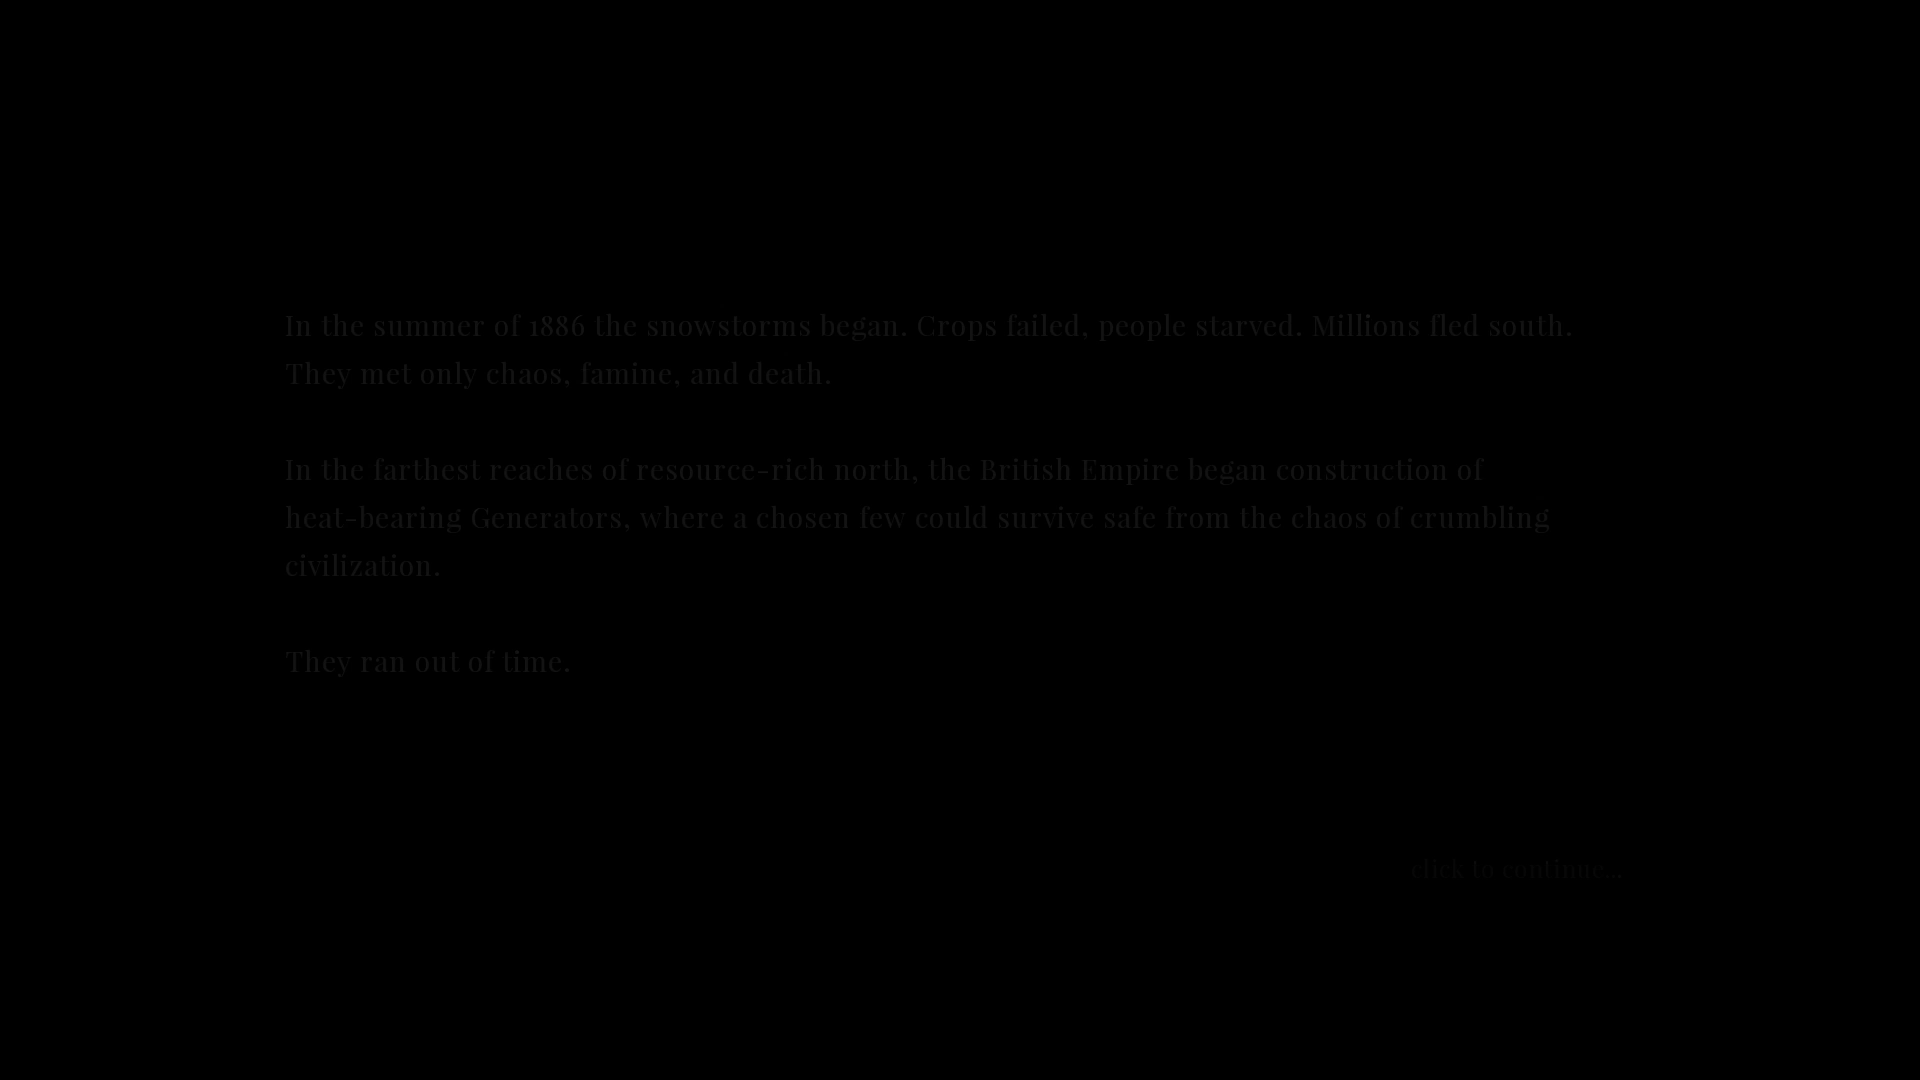 In the summer of 1886 the snowstorms began. Crops failed, people starved. Millions fled south.
They met only chaos, famine, and death.
In the farthest reaches of resource-rich north, the British Empire began construction of
heat-bearing Generators, where a chosen few could survive safe from the chaos of crumbling
civilization.
They ran out of time.
click to continue...